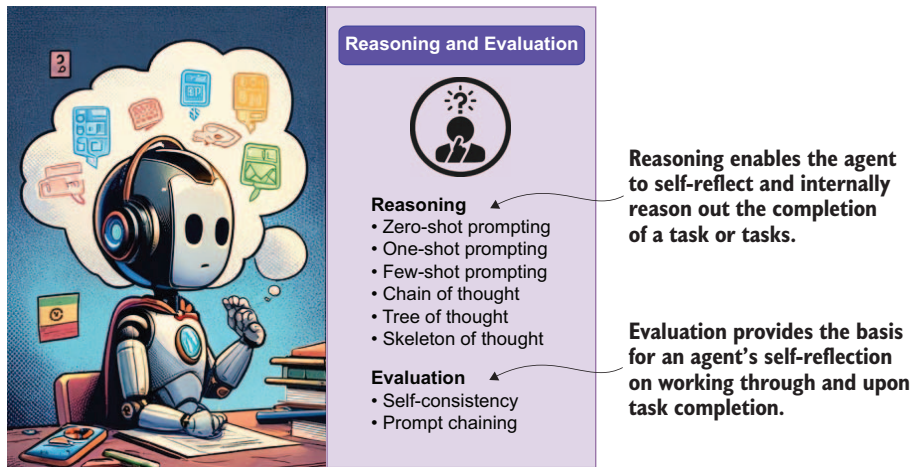 Reasoning and Evaluation
Reasoning
• Zero-shot prompting
• One-shot prompting
• Few-shot prompting
• Chain of thought
• Tree of thought
• Skeleton of thought
Evaluation
• Self-consistency
• Prompt chaining
Reasoning enables the agent
to self-reflect and internally
reason out the completion
of a task or tasks.
Evaluation provides the basis
for an agent's self-reflection
on working through and upon
task completion.